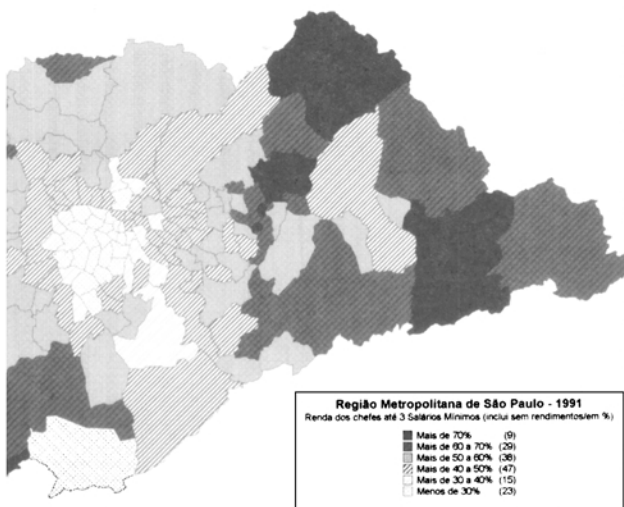 Região Metropolitana de São Paulo - 1991
Renda dos chefes até 3 Salários Mínimos (inclui sem rendimentos/em %)
Mais de 70% (9)
Mais de 60 a 70% (29)
Mais de 50 a 60% (38)
Mais de 40 a 50% (47)
Mais de 30 a 40% (15)
Menos de 30% (23)